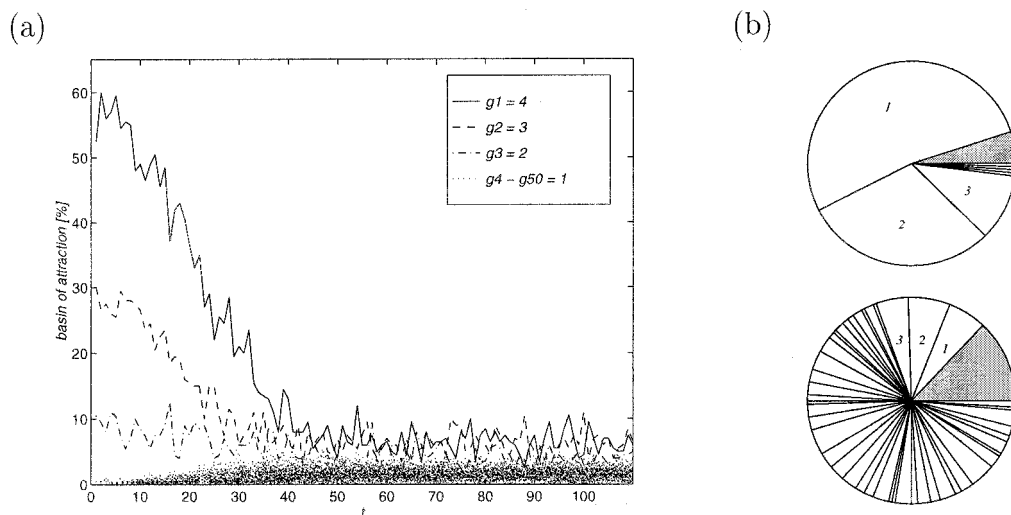 (a)
(b)
60
50
40
30
20
10
0
0 10 20 30 40 50 60 70 80 90 100
t
basin of attraction [%]
g1 = 4
g2 = 3
g3 = 2
g4 – g50 = 1
1
2
3
3
2
1